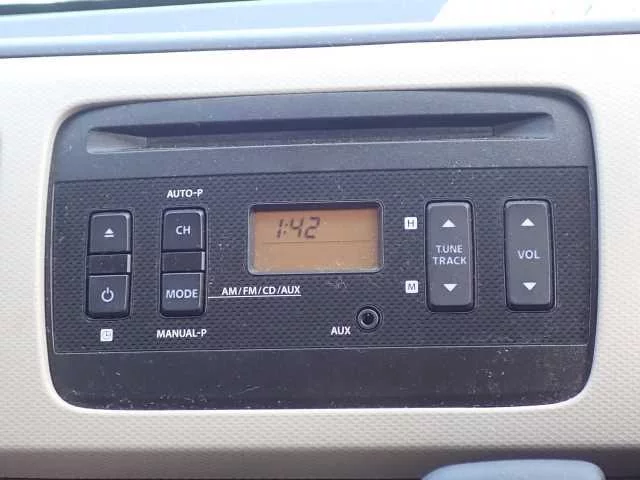 AUTO-P
CH
1:42
H
TUNE
TRACK
VOL
M
MODE
AM/FM/CD/AUX
MANUAL-P
AUX